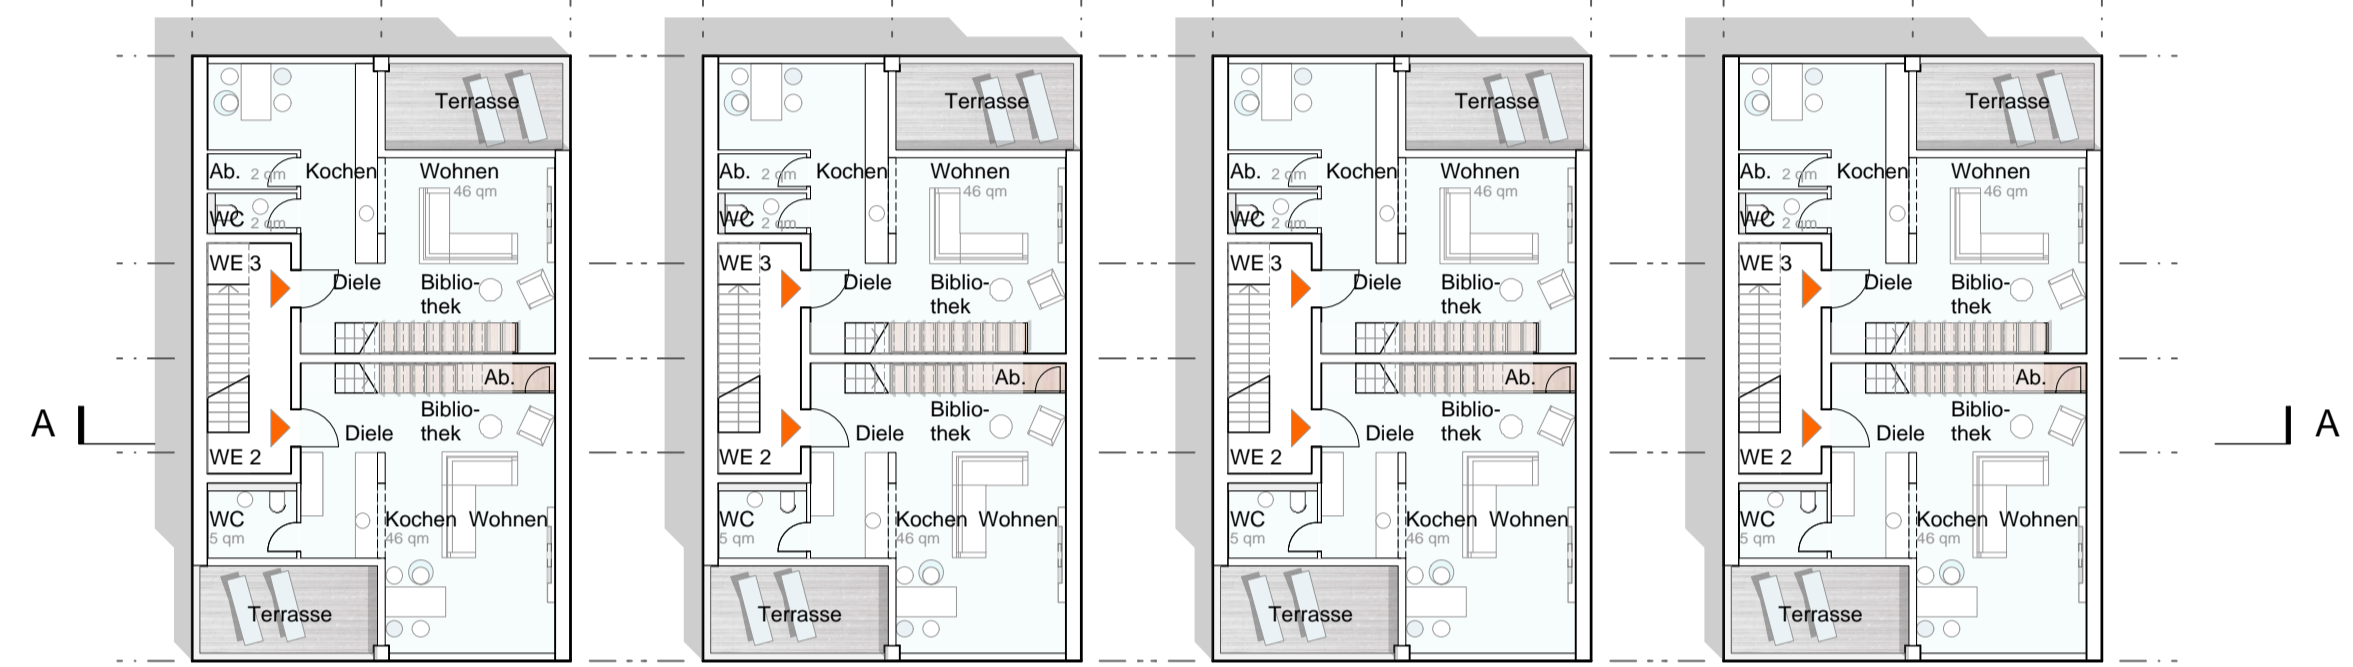 Terrasse
Ab. 2 qm
Kochen
Wohnen
46 qm
WC 2 qm
WE 3
Diele
Biblio-
thek
Ab.
Biblio-
thek
Diele
WE 2
WC
5 qm
Kochen
46 qm
Wohnen
Terrasse
Terrasse
Ab. 2 qm
Kochen
Wohnen
46 qm
WC 2 qm
WE 3
Diele
Biblio-
thek
Ab.
Biblio-
thek
Diele
WE 2
WC
5 qm
Kochen
46 qm
Wohnen
Terrasse
Terrasse
Ab. 2 qm
Kochen
Wohnen
46 qm
WC 2 qm
WE 3
Diele
Biblio-
thek
Ab.
Biblio-
thek
Diele
WE 2
WC
5 qm
Kochen
46 qm
Wohnen
Terrasse
Terrasse
Ab. 2 qm
Kochen
Wohnen
46 qm
WC 2 qm
WE 3
Diele
Biblio-
thek
Ab.
Biblio-
thek
Diele
WE 2
WC
5 qm
Kochen
46 qm
Wohnen
Terrasse
A
A